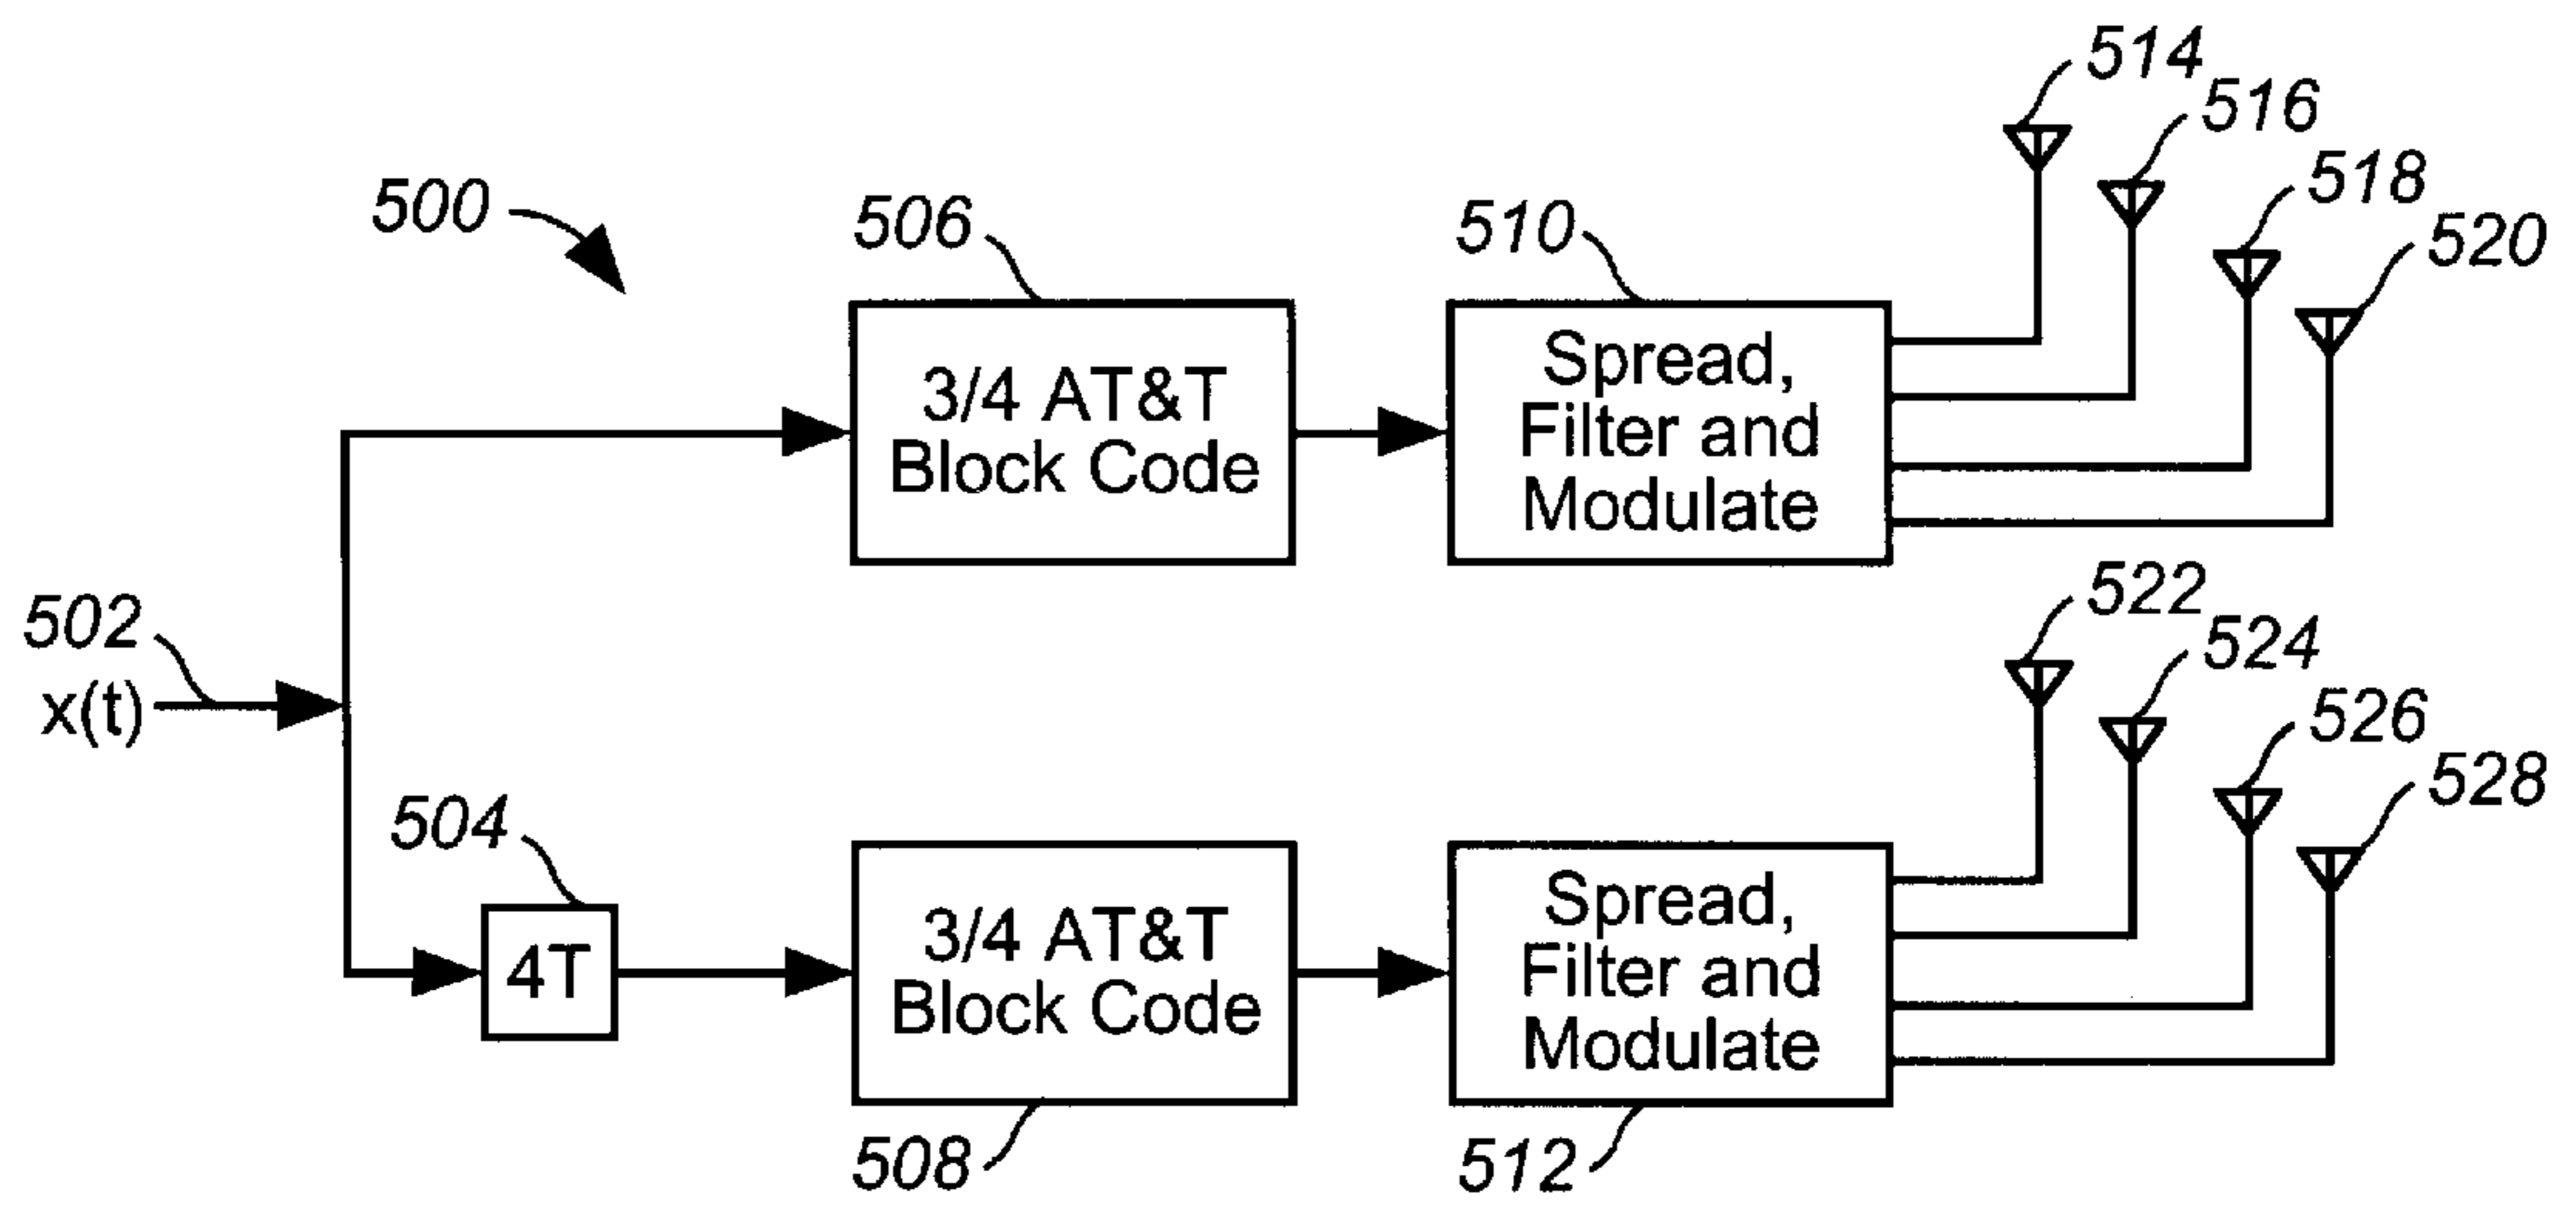 514
516
518
520
500
506
510
3/4 AT&T
Block Code
Spread,
Filter and
Modulate
502
x(t)
522
524
526
528
504
4T
3/4 AT&T
Block Code
Spread,
Filter and
Modulate
508
512